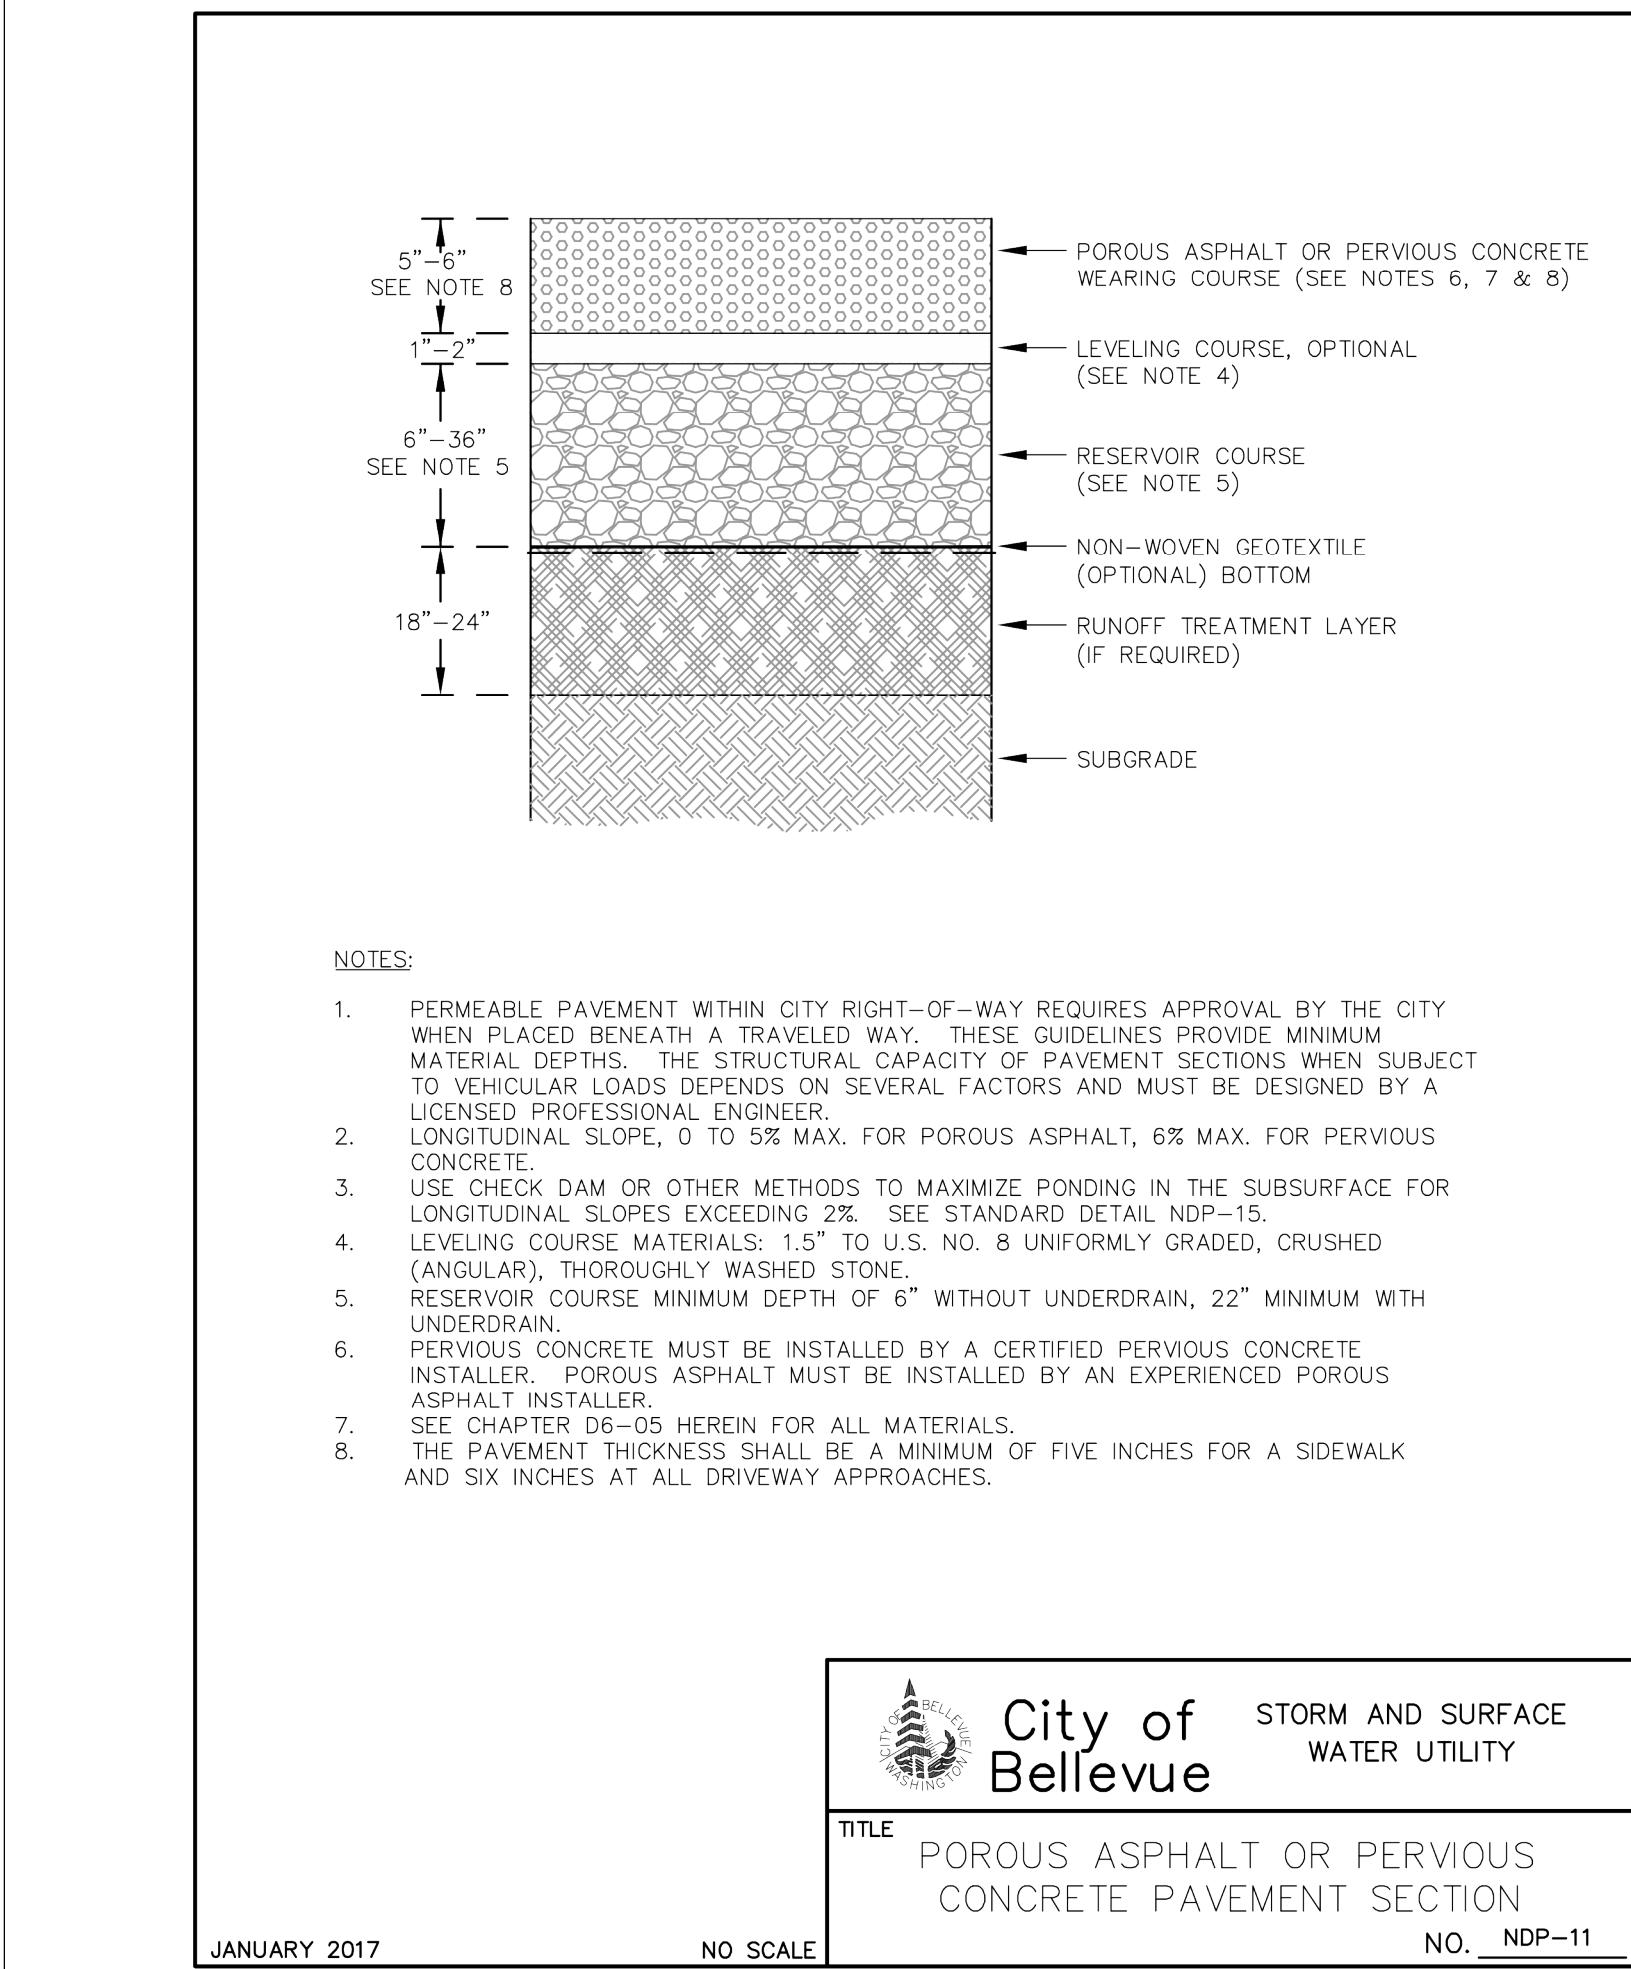 5"–6"
SEE NOTE 8
1"–2"
6"–36"
SEE NOTE 5
18"–24"
POROUS ASPHALT OR PERVIOUS CONCRETE
WEARING COURSE (SEE NOTES 6, 7 & 8)
LEVELING COURSE, OPTIONAL
(SEE NOTE 4)
RESERVOIR COURSE
(SEE NOTE 5)
NON–WOVEN GEOTEXTILE
(OPTIONAL) BOTTOM
RUNOFF TREATMENT LAYER
(IF REQUIRED)
SUBGRADE
NOTES:
1. PERMEABLE PAVEMENT WITHIN CITY RIGHT–OF–WAY REQUIRES APPROVAL BY THE CITY
WHEN PLACED BENEATH A TRAVELED WAY. THESE GUIDELINES PROVIDE MINIMUM
MATERIAL DEPTHS. THE STRUCTURAL CAPACITY OF PAVEMENT SECTIONS WHEN SUBJECT
TO VEHICULAR LOADS DEPENDS ON SEVERAL FACTORS AND MUST BE DESIGNED BY A
LICENSED PROFESSIONAL ENGINEER.
2. LONGITUDINAL SLOPE, 0 TO 5% MAX. FOR POROUS ASPHALT, 6% MAX. FOR PERVIOUS
CONCRETE.
3. USE CHECK DAM OR OTHER METHODS TO MAXIMIZE PONDING IN THE SUBSURFACE FOR
LONGITUDINAL SLOPES EXCEEDING 2%. SEE STANDARD DETAIL NDP–15.
4. LEVELING COURSE MATERIALS: 1.5" TO U.S. NO. 8 UNIFORMLY GRADED, CRUSHED
(ANGULAR), THOROUGHLY WASHED STONE.
5. RESERVOIR COURSE MINIMUM DEPTH OF 6" WITHOUT UNDERDRAIN, 22" MINIMUM WITH
UNDERDRAIN.
6. PERVIOUS CONCRETE MUST BE INSTALLED BY A CERTIFIED PERVIOUS CONCRETE
INSTALLER. POROUS ASPHALT MUST BE INSTALLED BY AN EXPERIENCED POROUS
ASPHALT INSTALLER.
7. SEE CHAPTER D6–05 HEREIN FOR ALL MATERIALS.
8. THE PAVEMENT THICKNESS SHALL BE A MINIMUM OF FIVE INCHES FOR A SIDEWALK
AND SIX INCHES AT ALL DRIVEWAY APPROACHES.
CITY OF BELLEVUE
WASHINGTON
City of
Bellevue
STORM AND SURFACE
WATER UTILITY
TITLE
POROUS ASPHALT OR PERVIOUS
CONCRETE PAVEMENT SECTION
NO. NDP–11
JANUARY 2017
NO SCALE